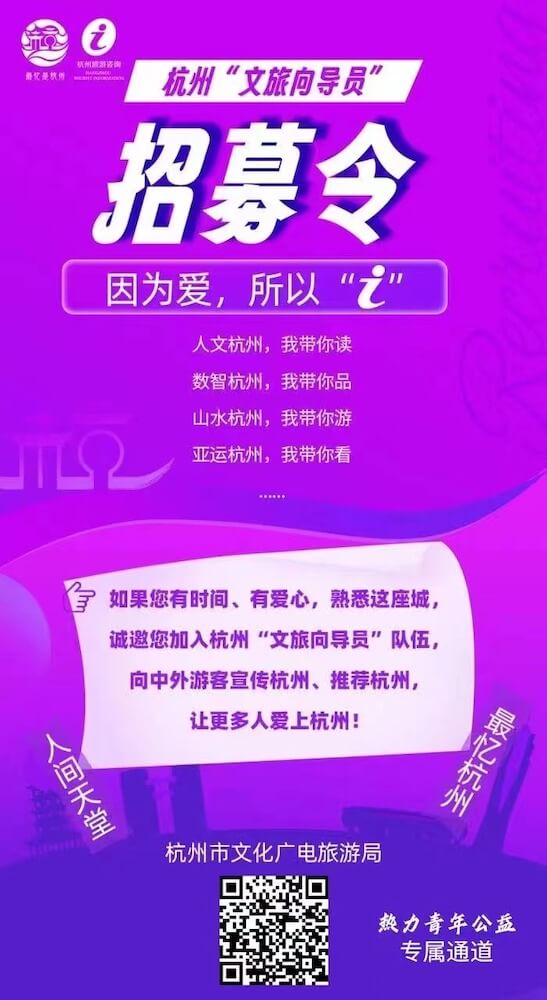 最忆是杭州
杭州旅游咨询
HANGZHOU
TOURIST INFORMATION
杭州“文旅向导员”
招募令
因为爱，所以“i”
人文杭州，我带你读
数智杭州，我带你品
山水杭州，我带你游
亚运杭州，我带你看
……
Recruiting
如果您有时间、有爱心，熟悉这座城，
诚邀您加入杭州“文旅向导员”队伍，
向中外游客宣传杭州、推荐杭州，
让更多人爱上杭州！
人间天堂
最忆杭州
杭州市文化广电旅游局
热力青年公益
专属通道